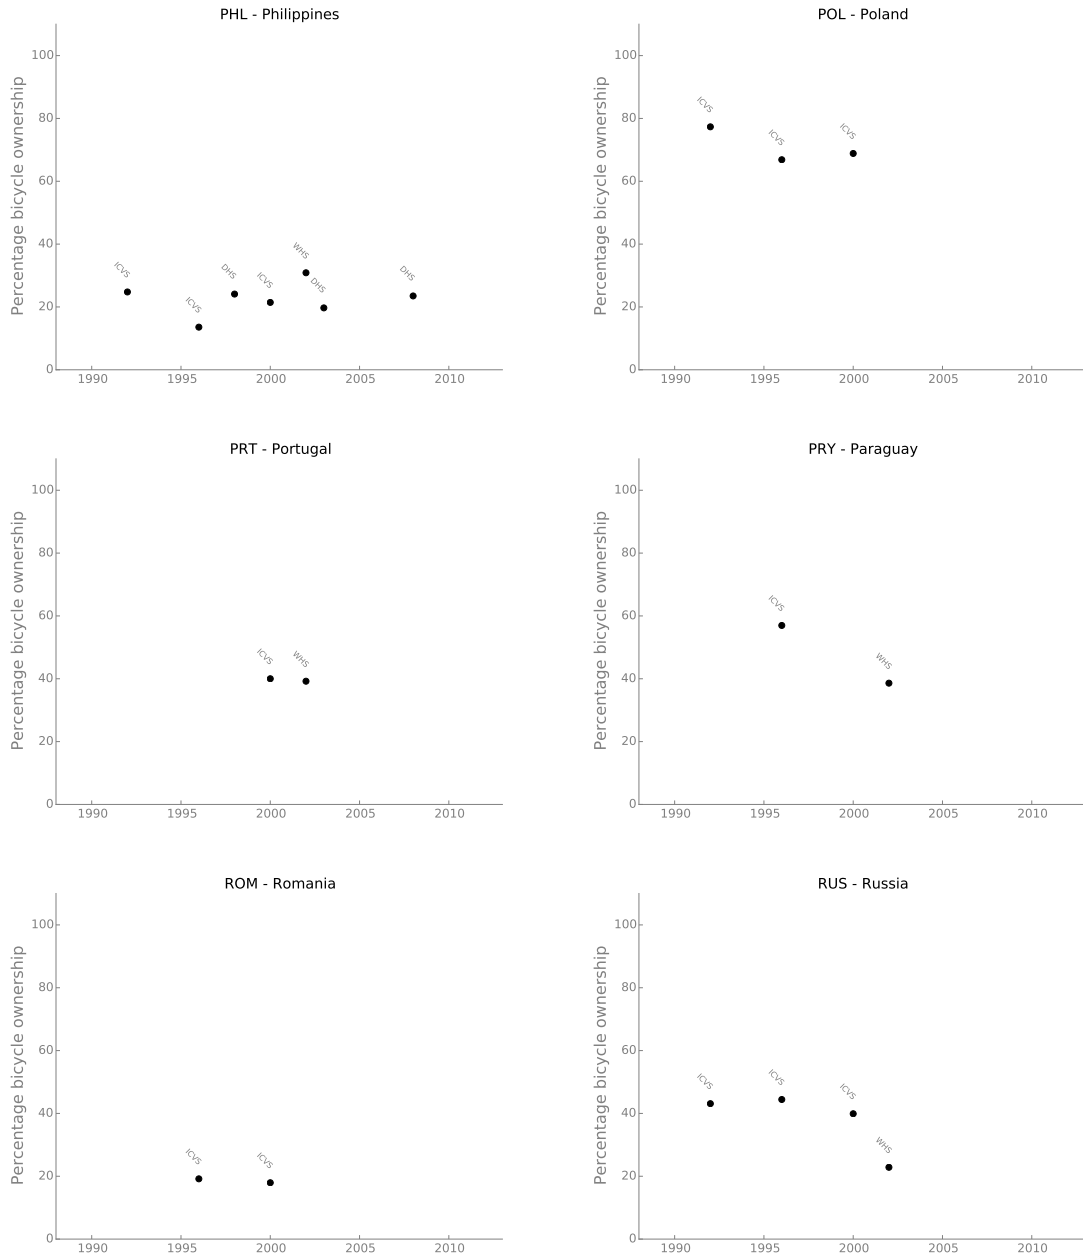 PHL - Philippines
Percentage bicycle ownership
100
80
60
40
20
0
ICVS
ICVS
DHS
ICVS
WHS
DHS
DHS
1990 1995 2000 2005 2010
POL - Poland
Percentage bicycle ownership
100
80
60
40
20
0
ICVS
ICVS
ICVS
1990 1995 2000 2005 2010
PRT - Portugal
Percentage bicycle ownership
100
80
60
40
20
0
ICVS
WHS
1990 1995 2000 2005 2010
PRY - Paraguay
Percentage bicycle ownership
100
80
60
40
20
0
ICVS
WHS
1990 1995 2000 2005 2010
ROM - Romania
Percentage bicycle ownership
100
80
60
40
20
0
ICVS
ICVS
1990 1995 2000 2005 2010
RUS - Russia
Percentage bicycle ownership
100
80
60
40
20
0
ICVS
ICVS
ICVS
WHS
1990 1995 2000 2005 2010